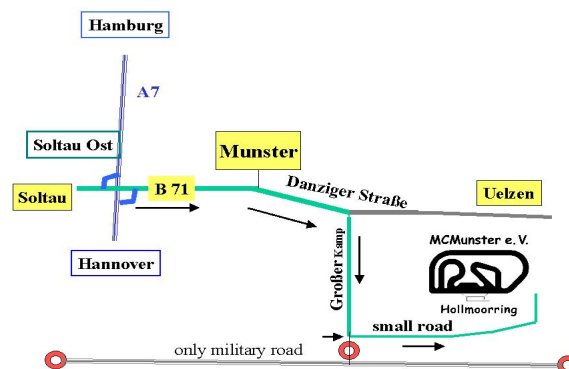 Hamburg
A7
Soltau Ost
Munster
Soltau
B 71
Danziger Straße
Uelzen
Hannover
Großer Kamp
MCMunster e. V.
Hollmoorring
small road
only military road